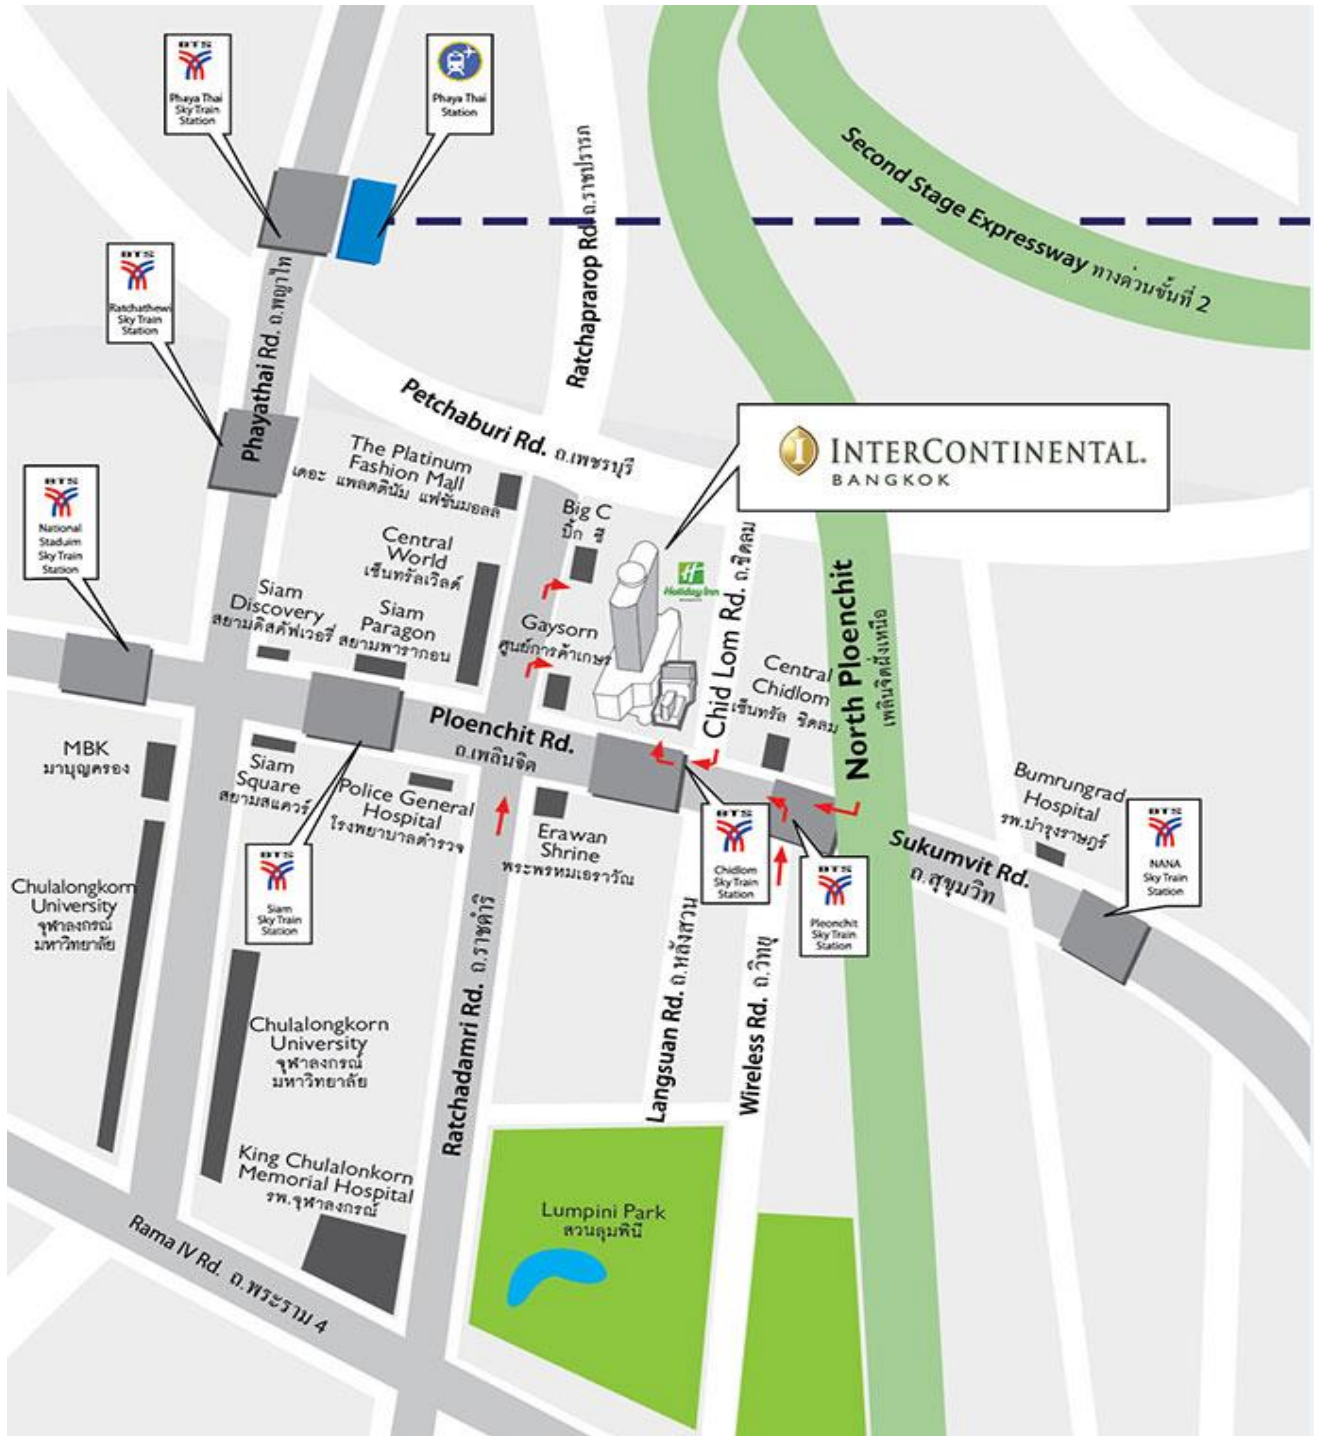 BTS
Phaya Thai
Sky Train
Station
Phaya Thai
Station
Second Stage Expressway ทางด่วนขั้นที่ 2
Ratchaprarop Rd. ถ.ราชปรารภ
BTS
Ratchathewi
Sky Train
Station
Phayathai Rd. ถ.พญาไท
Petchaburi Rd. ถ.เพชรบุรี
INTERCONTINENTAL.
BANGKOK
The Platinum
Fashion Mall
เดอะ แพลตตินัม แฟชั่นมอลล์
BTS
National
Staduim
Sky Train
Station
Big C
บิ๊ก ซี
Central
World
เซ็นทรัลเวิลด์
Holiday Inn
Chid Lom Rd. ถ.ชิดลม
North Ploenchit
เพลินจิตฝั่งเหนือ
Siam
Discovery
สยามดิสคัฟเวอรี่
Siam
Paragon
สยามพารากอน
Gaysorn
ศูนย์การค้าเกษร
Central
Chidlom
เซ็นทรัล ชิดลม
Ploenchit Rd.
ถ.เพลินจิต
MBK
มาบุญครอง
Siam
Square
สยามสแควร์
Police General
Hospital
โรงพยาบาลตำรวจ
Erawan
Shrine
พระพรหมเอราวัณ
BTS
Chidlom
Sky Train
Station
BTS
Pleonchit
Sky Train
Station
Sukumvit Rd.
ถ.สุขุมวิท
Bumrungrad
Hospital
รพ.บำรุงราษฎร์
BTS
NANA
Sky Train
Station
BTS
Siam
Sky Train
Station
Chulalongkorn
University
จุฬาลงกรณ์
มหาวิทยาลัย
Ratchadamri Rd. ถ.ราชดำริ
Langsuan Rd. ถ.หลังสวน
Wireless Rd. ถ.วิทยุ
Chulalongkorn
University
จุฬาลงกรณ์
มหาวิทยาลัย
King Chulalonkorn
Memorial Hospital
รพ.จุฬาลงกรณ์
Lumpini Park
สวนลุมพินี
Rama IV Rd. ถ.พระราม 4